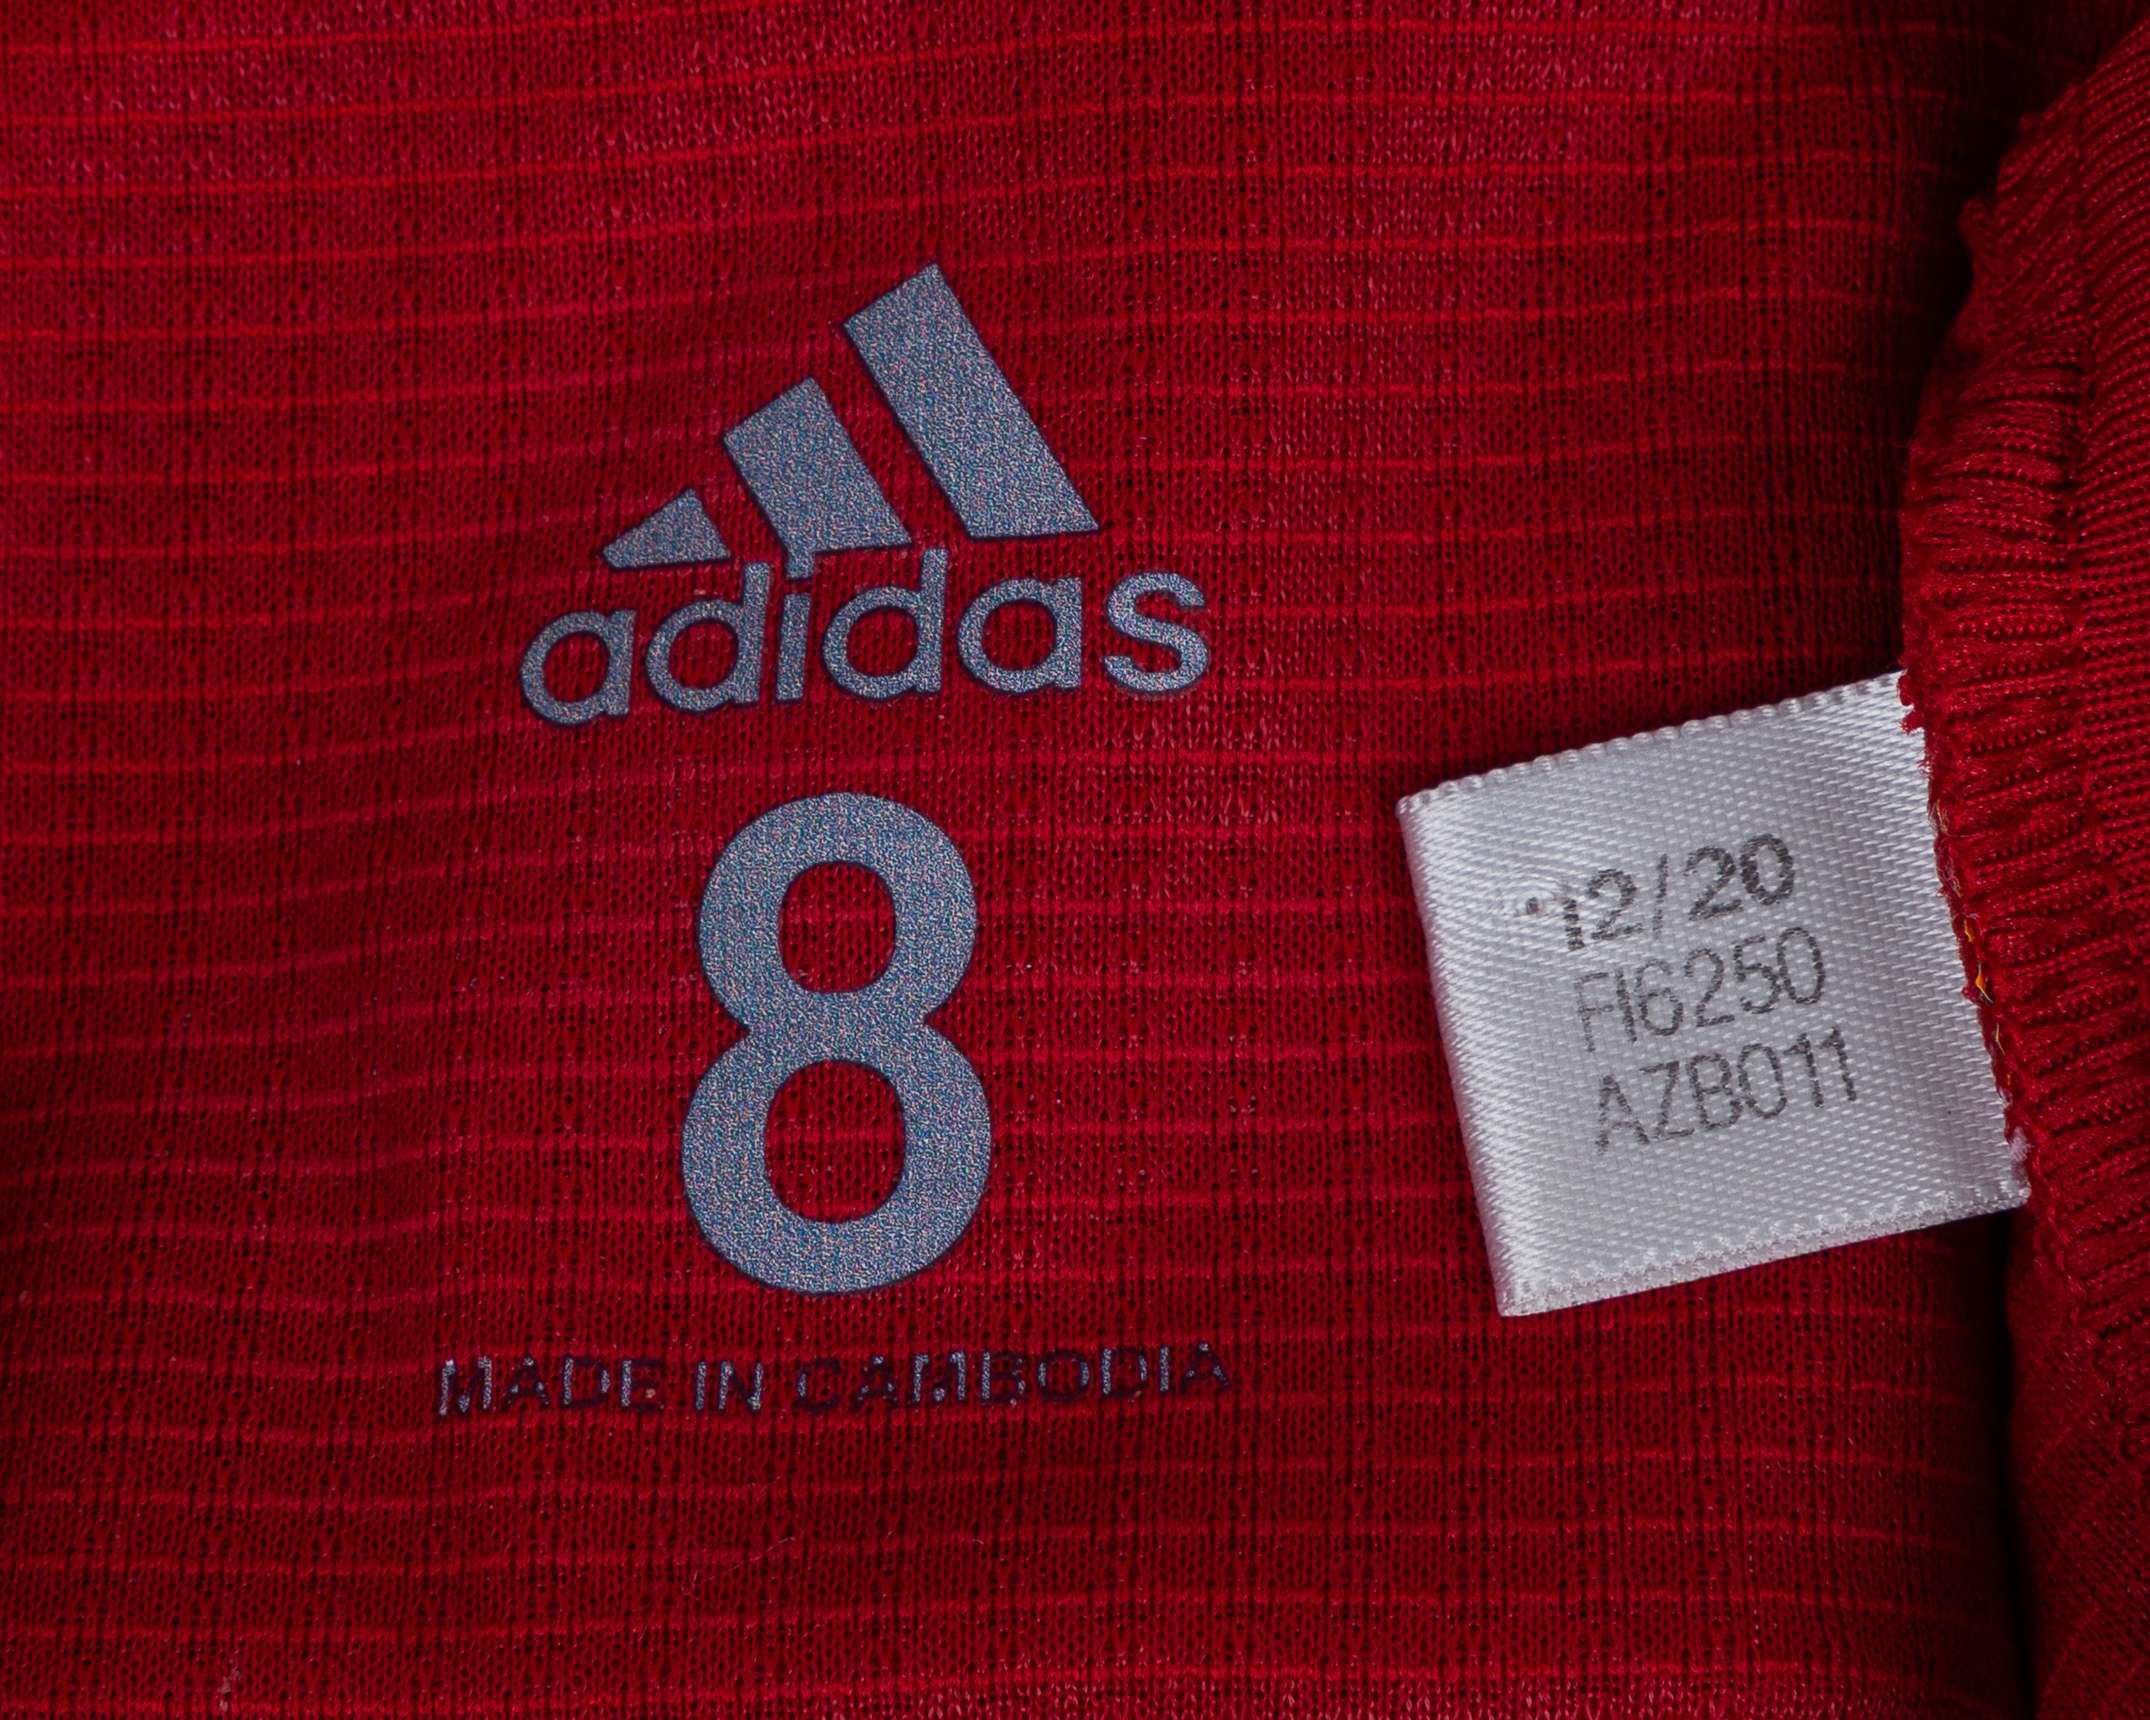 adidas
8
MADE IN CAMBODIA
12/20
FI6250
AZB011